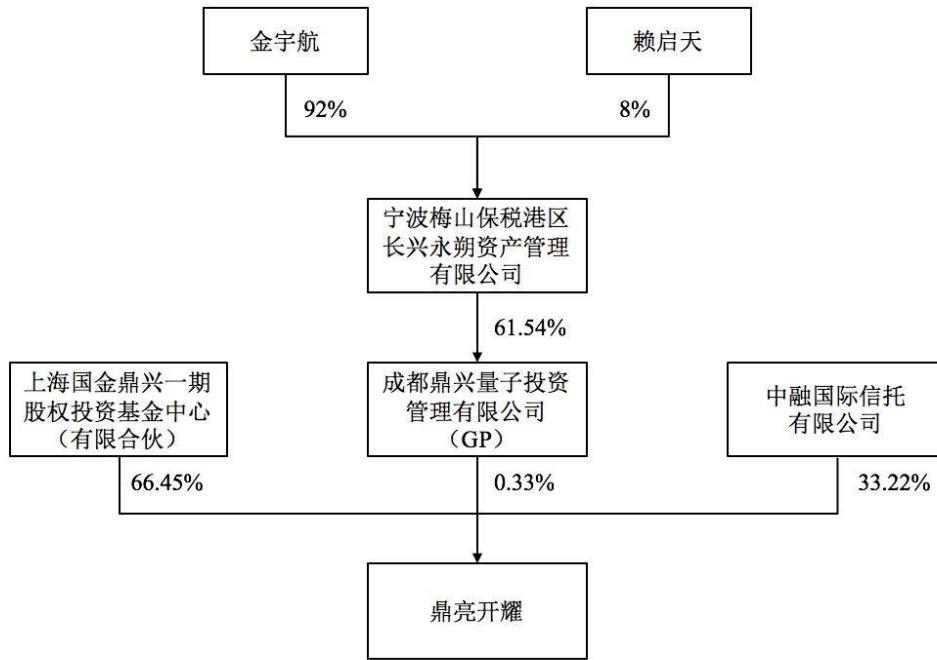 金宇航
赖启天
92%
8%
宁波梅山保税港区
长兴永朔资产管理
有限公司
61.54%
上海国金鼎兴一期
股权投资基金中心
（有限合伙）
成都鼎兴量子投资
管理有限公司
（GP）
中融国际信托
有限公司
66.45%
0.33%
33.22%
鼎亮开耀